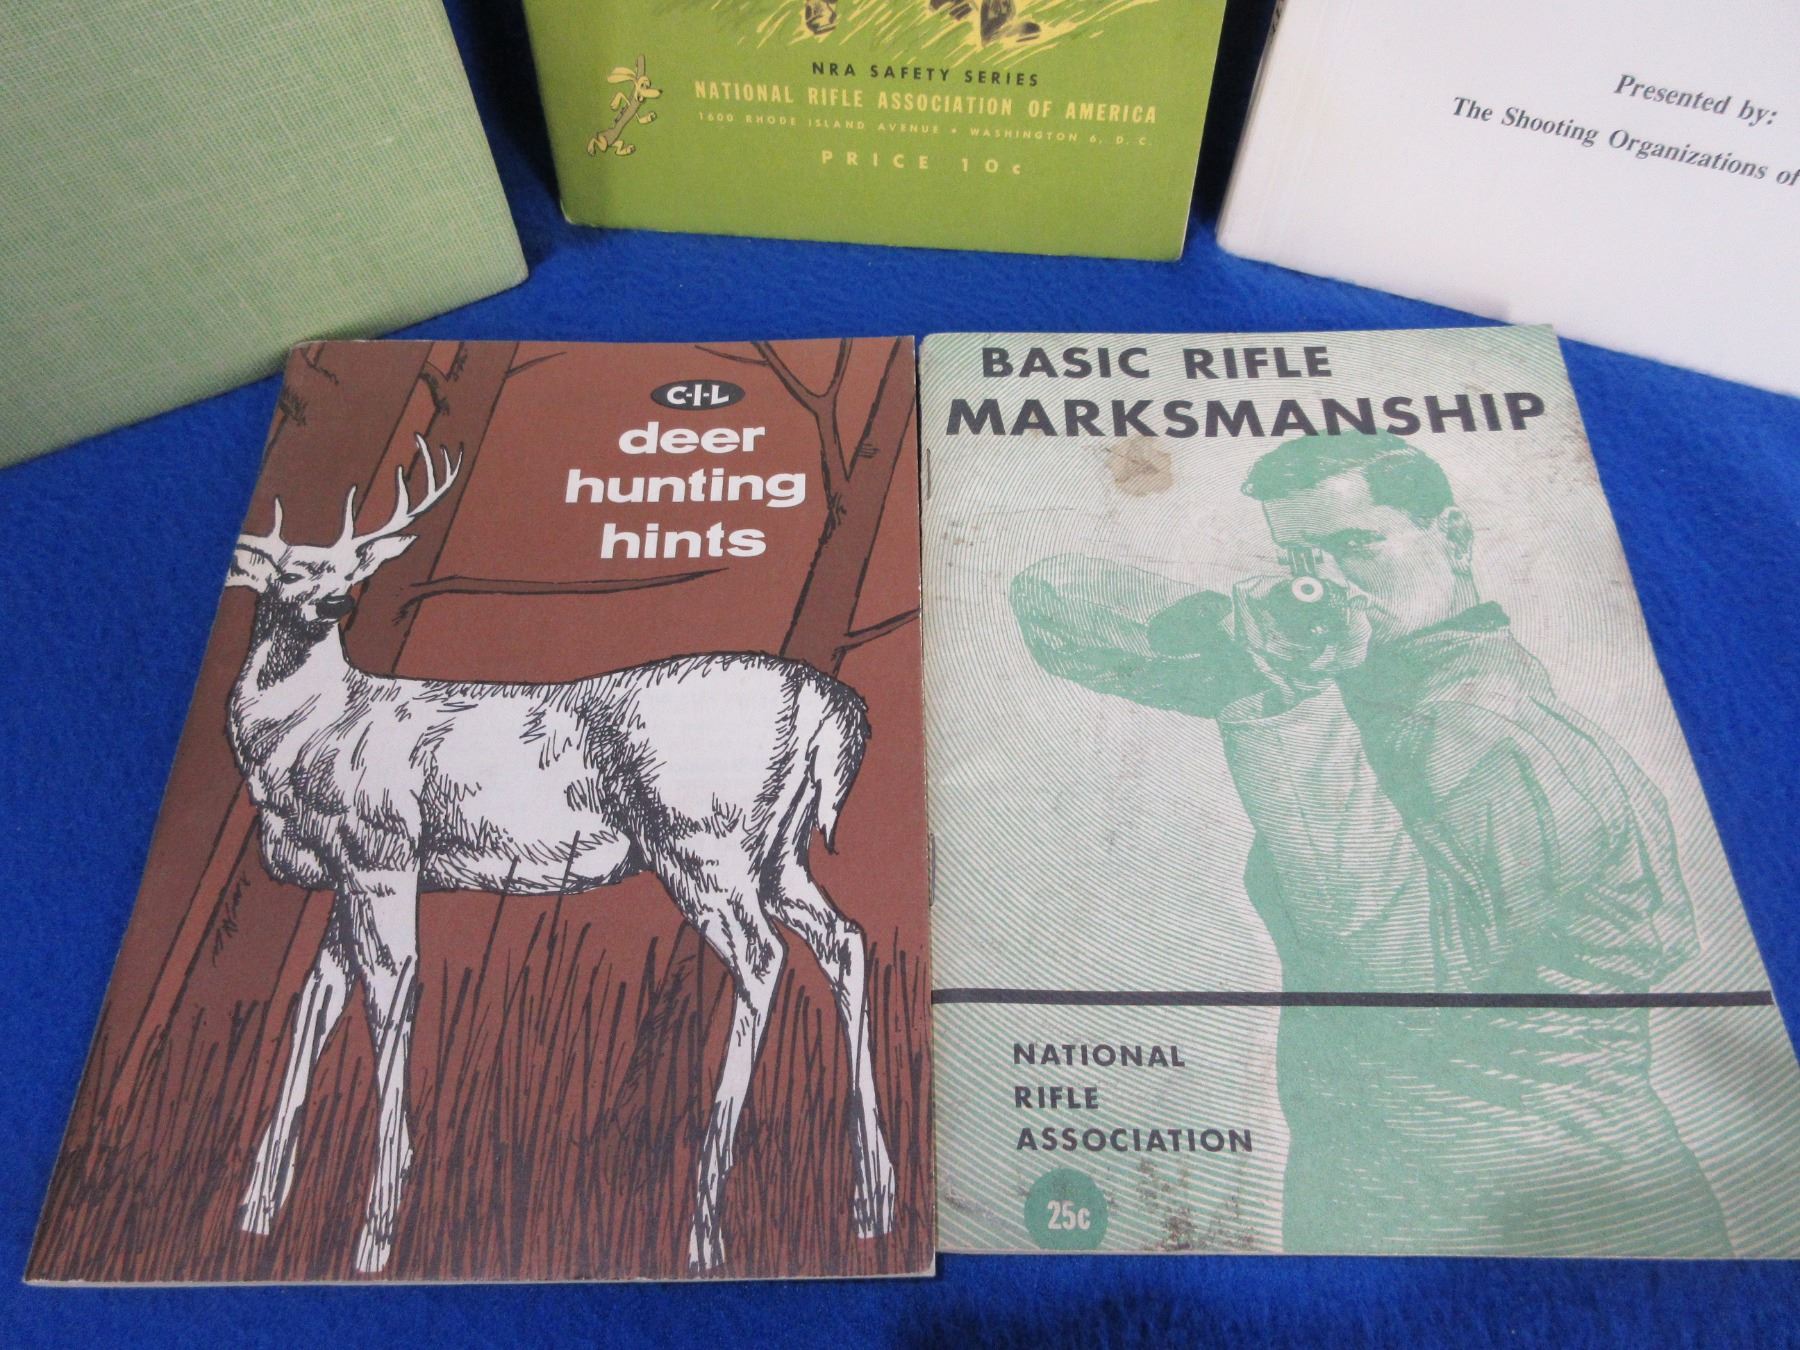 NRA SAFETY SERIES
NATIONAL RIFLE ASSOCIATION OF AMERICA
1600 RHODE ISLAND AVENUE • WASHINGTON 6, D. C.
PRICE 10c
Presented by:
The Shooting Organizations of
C-I-L
deer
hunting
hints
BASIC RIFLE
MARKSMANSHIP
NATIONAL
RIFLE
ASSOCIATION
25c